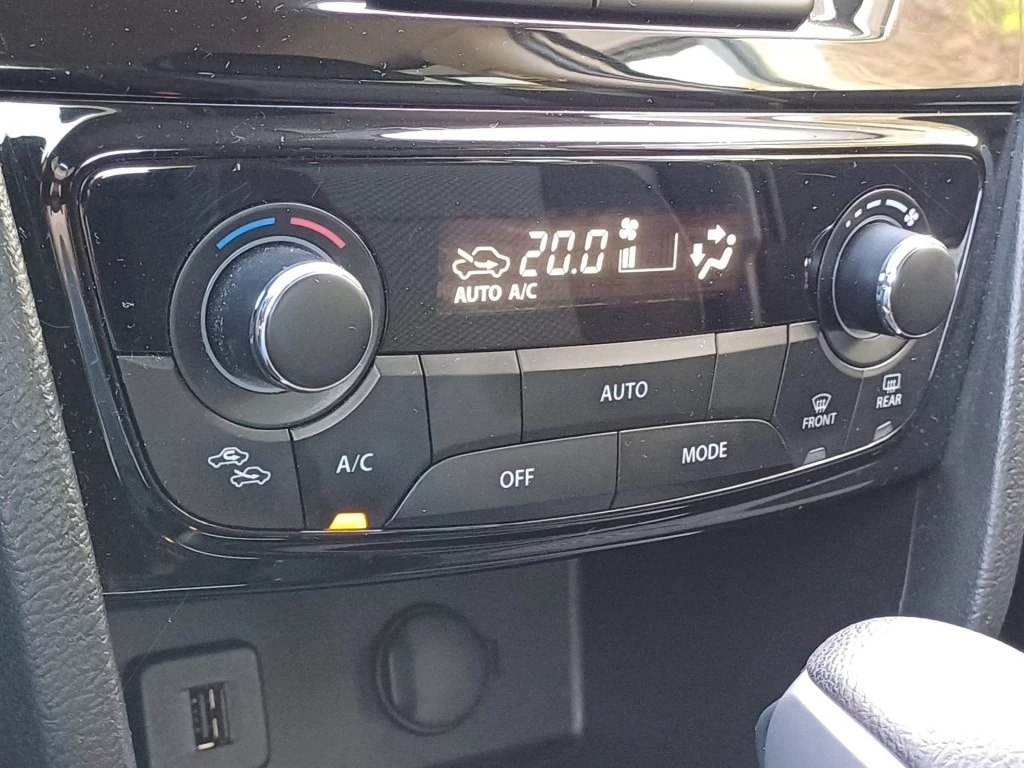 20.0
AUTO A/C
AUTO
FRONT
REAR
A/C
OFF
MODE